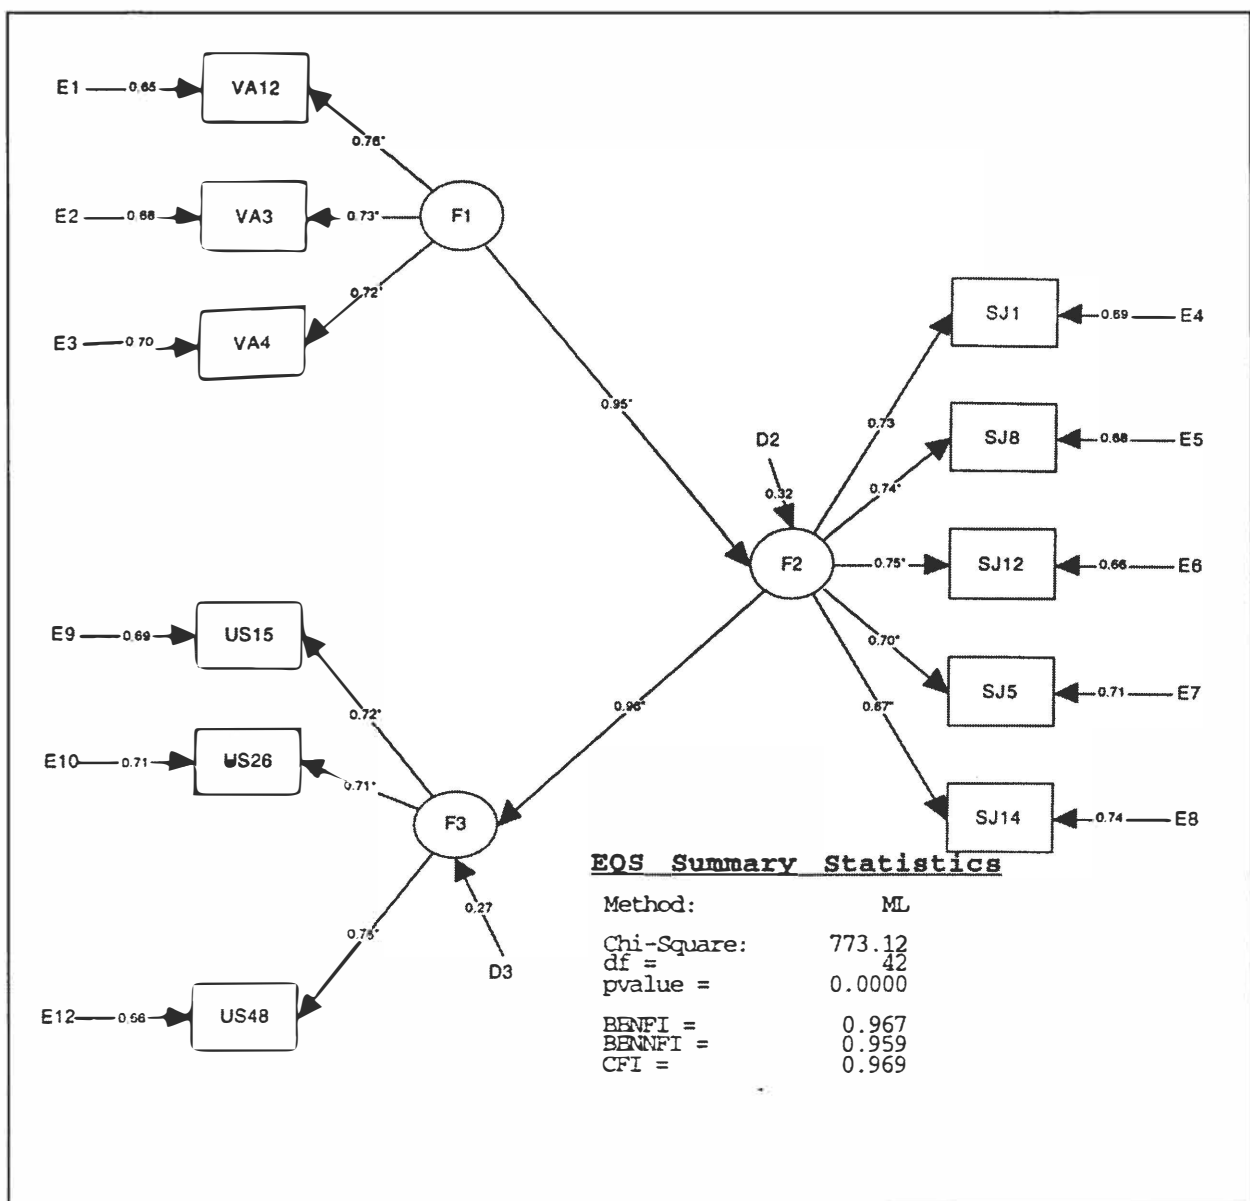 E1 0.65 VA12
0.76*
E2 0.68 VA3 0.73* F1
0.72*
E3 0.70 VA4
SJ1 0.69 E4
0.95*
0.73
D2
SJ8 0.68 E5
0.74*
0.32
F2 0.75* SJ12 0.66 E6
E9 0.69 US15
0.70*
SJ5 0.71 E7
0.96*
0.67*
0.72*
E10 0.71 US26
0.71*
F3
SJ14 0.74 E8
EQS Summary Statistics
0.27
Method: ML
Chi-Square: 773.12
df = 42
D3
pvalue = 0.0000
E12 US48
BENFI = 0.967
BENNFI = 0.959
CFI = 0.969